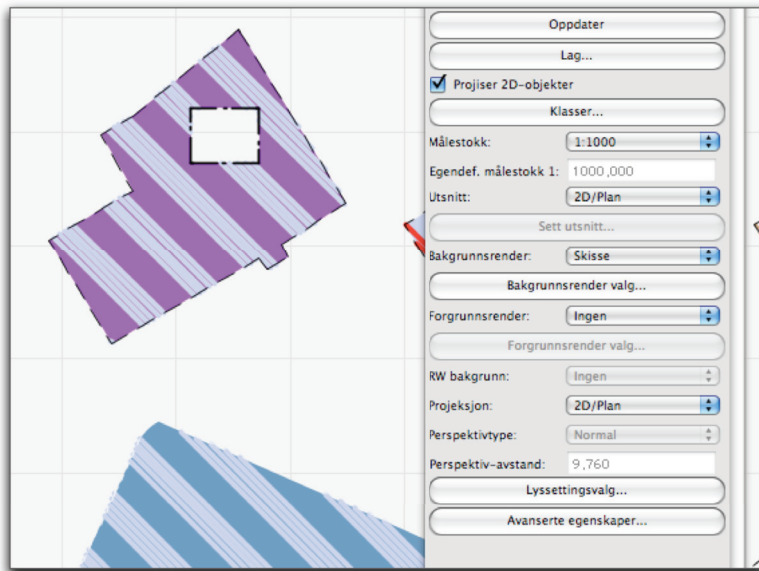 Oppdater
Lag...
Projiser 2D-objekter
Klasser...
Målestokk: 1:1000
Egendef. målestokk 1: 1000,000
Utsnitt: 2D/Plan
Sett utsnitt...
Bakgrunnsrender: Skisse
Bakgrunnsrender valg...
Forgrunnsrender: Ingen
Forgrunnsrender valg...
RW bakgrunn: Ingen
Projeksjon: 2D/Plan
Perspektivtype: Normal
Perspektiv-avstand: 9,760
Lyssettingsvalg...
Avanserte egenskaper...